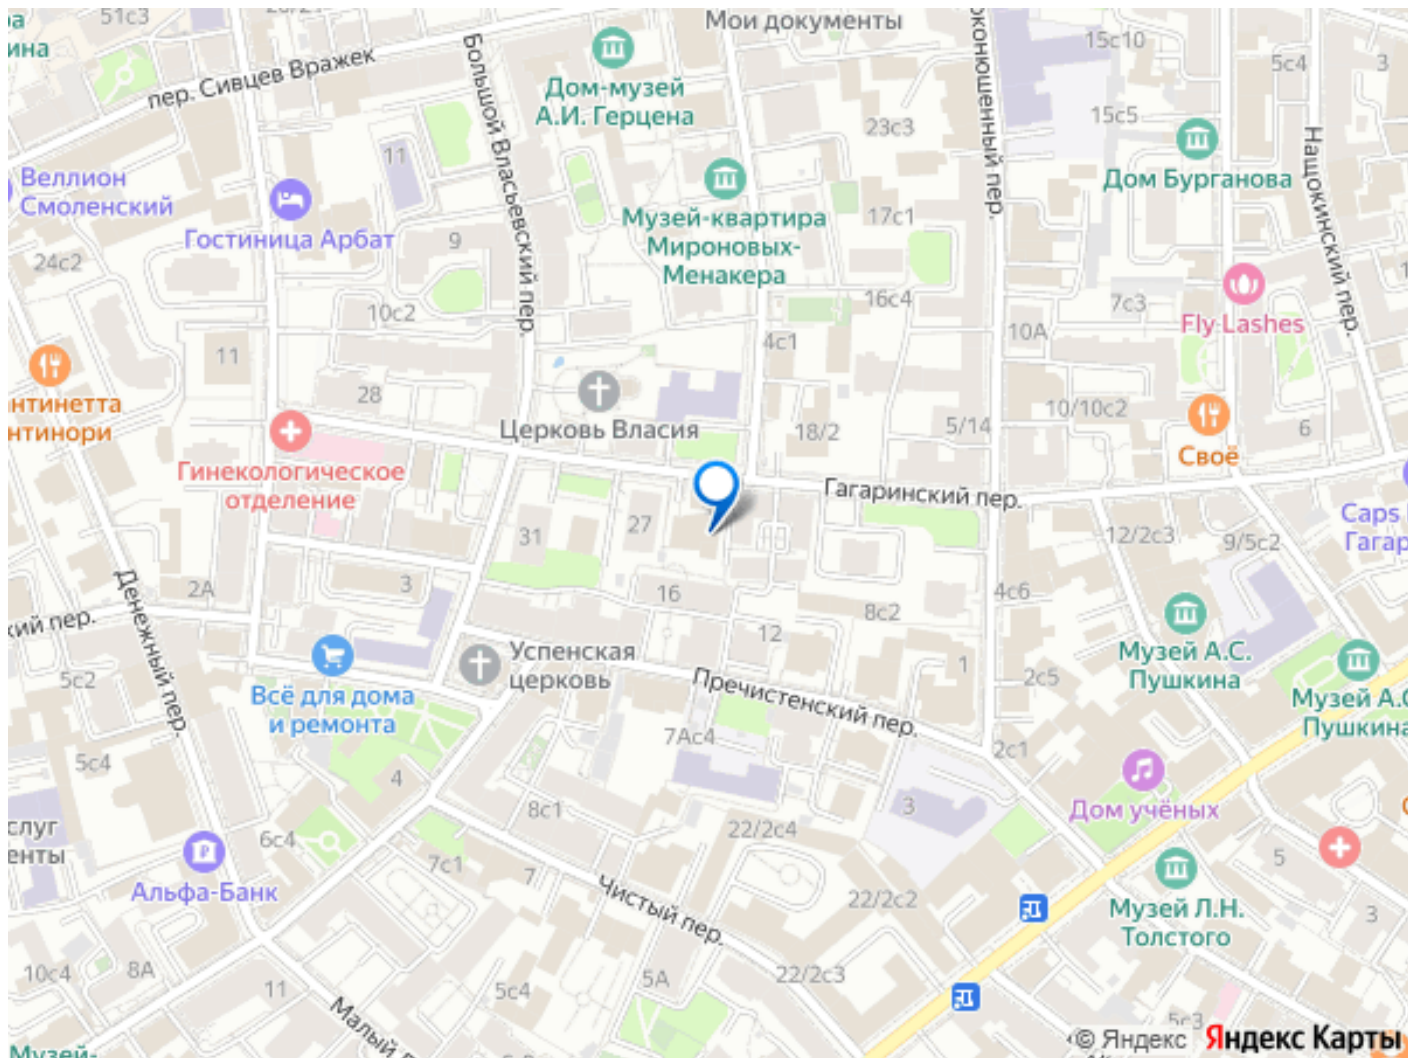 51с3
Мои документы
15с10
5с4
3
пер. Сивцев Вражек
Большой Власьевский пер.
Дом-музей
А.И. Герцена
23с3
15с5
Дом Бурганова
Нащокинский пер.
11
Веллион
Смоленский
Гостиница Арбат
9
Музей-квартира
Мироновых-
Менакера
17с1
24с2
10с2
16с4
7с3
Fly Lashes
10А
4с1
11
28
Церковь Власия
18/2
5/14
10/10с2
Своё
6
Гинекологическое
отделение
Гагаринский пер.
Caps
27
31
12/2с3
9/5с2
Денежный пер.
2А
3
16
8с2
4с6
12
Музей А.С.
Пушкина
Успенская
церковь
1
2с5
5с2
Всё для дома
и ремонта
Пречистенский пер.
Музей А.С
Пушкина
7Ас4
2с1
5с4
4
Дом учёных
8с1
3
22/2с4
6с4
7с1
7
5
Альфа-Банк
Чистый пер.
22/2с2
Музей Л.Н.
Толстого
3
10с4
8А
11
5с4
5А
22/2с3
Малый
5с3
© Яндекс
Яндекс Карты
Музей-